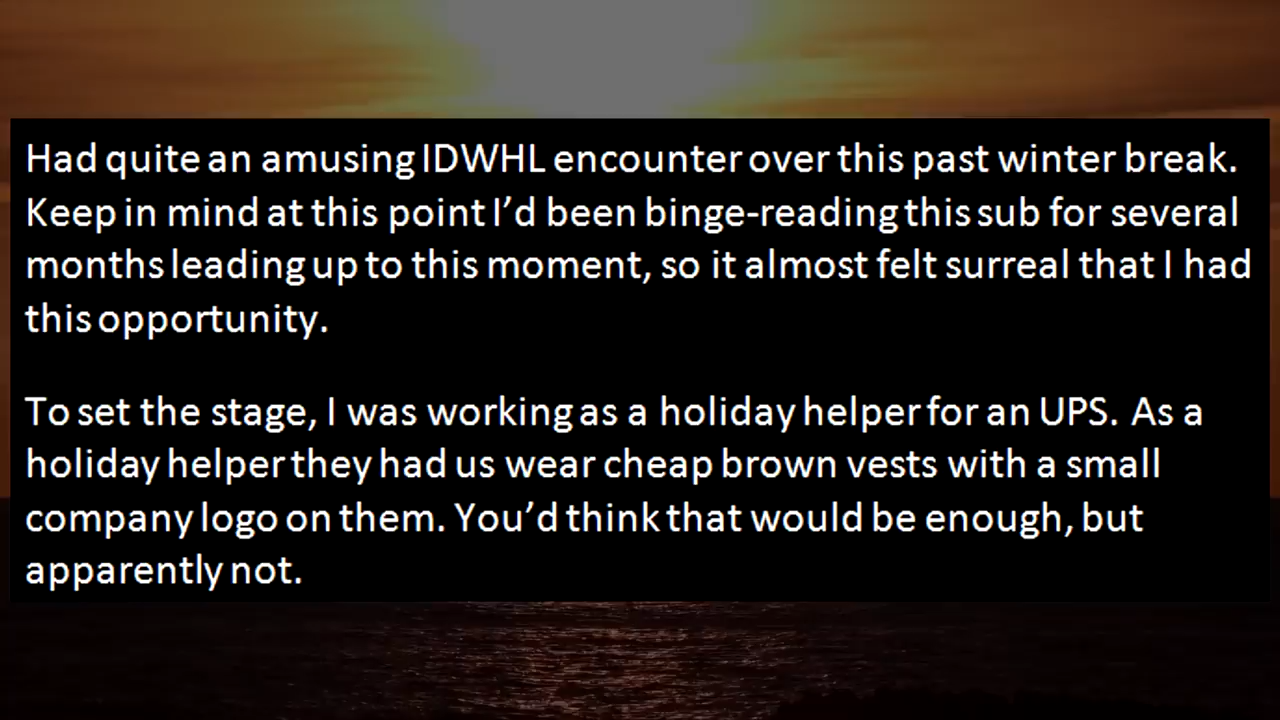 Had quite an amusing IDWHL encounter over this past winter break.
Keep in mind at this point I’d been binge-reading this sub for several
months leading up to this moment, so it almost felt surreal that I had
this opportunity.
To set the stage, I was working as a holiday helper for an UPS. As a
holiday helper they had us wear cheap brown vests with a small
company logo on them. You’d think that would be enough, but
apparently not.